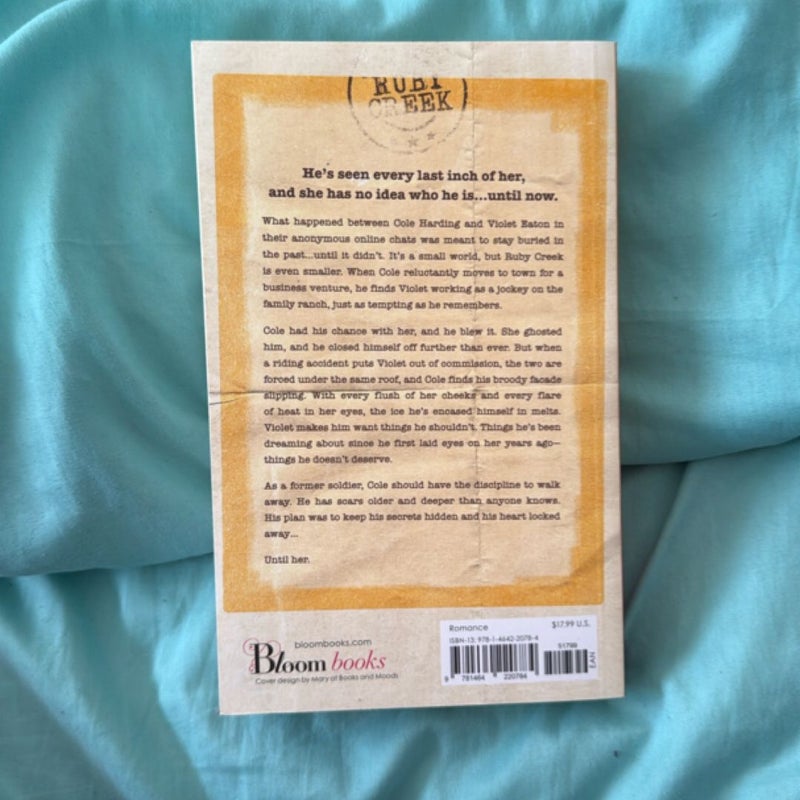 RUBY
CREEK
He's seen every last inch of her,
and she has no idea who he is...until now.
What happened between Cole Harding and Violet Eaton in
their anonymous online chats was meant to stay buried in
the past...until it didn't. It's a small world, but Ruby Creek
is even smaller. When Cole reluctantly moves to town for a
business venture, he finds Violet working as a jockey on the
family ranch, just as tempting as he remembers.
Cole had his chance with her, and he blew it. She ghosted
him, and he closed himself off further than ever. But when
a riding accident puts Violet out of commission, the two are
forced under the same roof, and Cole finds his broody facade
slipping. With every flush of her cheeks and every flare
of heat in her eyes, the ice he's encased himself in melts.
Violet makes him want things he shouldn't. Things he's been
dreaming about since he first laid eyes on her years ago—
things he doesn't deserve.
As a former soldier, Cole should have the discipline to walk
away. He has scars older and deeper than anyone knows.
His plan was to keep his secrets hidden and his heart locked
away...
Until her.
bloombooks.com
Bloom books
Cover design by Mary at Books and Moods
Romance $17.99 U.S.
ISBN-13: 978-1-4642-2078-4
51799
9 781464 220784
EAN